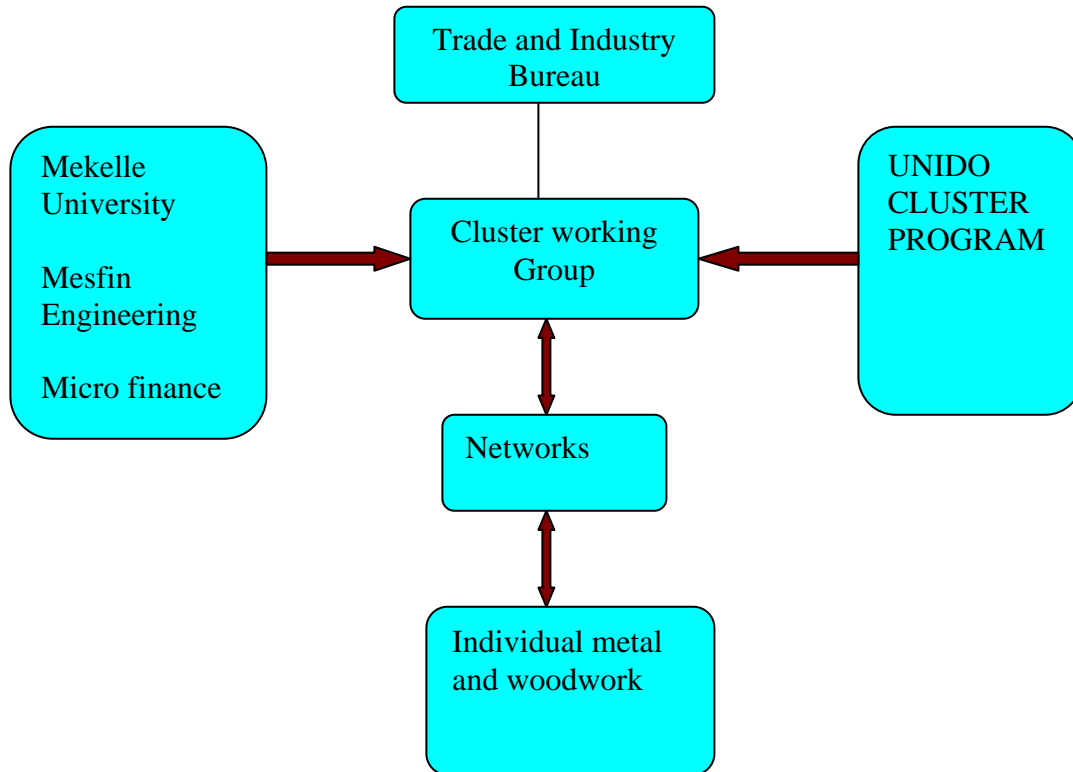 Trade and Industry
Bureau
Mekelle
University
Mesfin
Engineering
Micro finance
Cluster working
Group
UNIDO
CLUSTER
PROGRAM
Networks
Individual metal
and woodwork